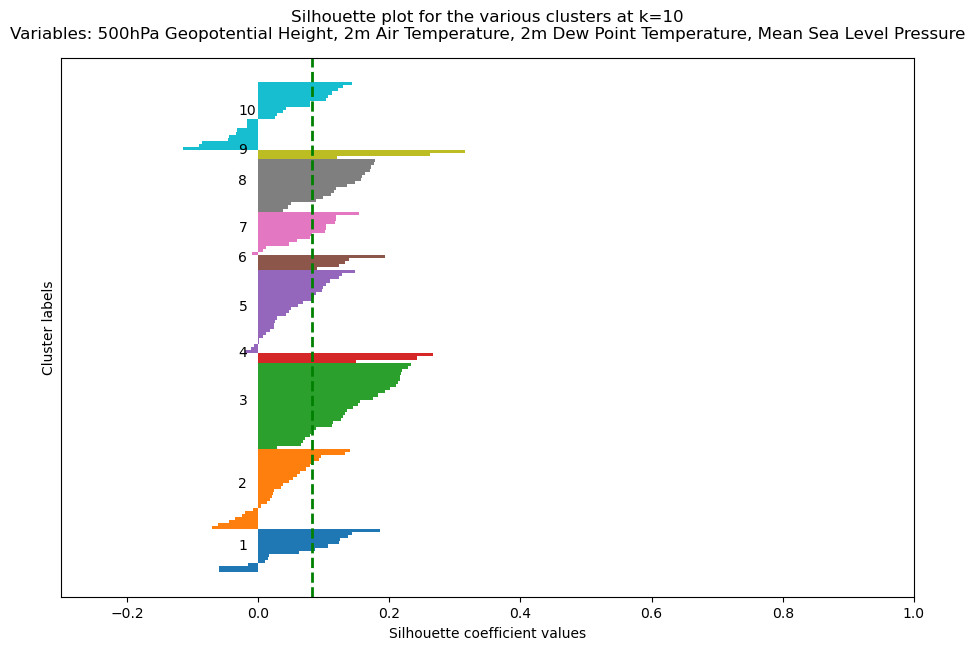 Silhouette plot for the various clusters at k=10
Variables: 500hPa Geopotential Height, 2m Air Temperature, 2m Dew Point Temperature, Mean Sea Level Pressure
10
9
8
7
6
5
4
3
2
1
Cluster labels
−0.2 0.0 0.2 0.4 0.6 0.8 1.0
Silhouette coefficient values